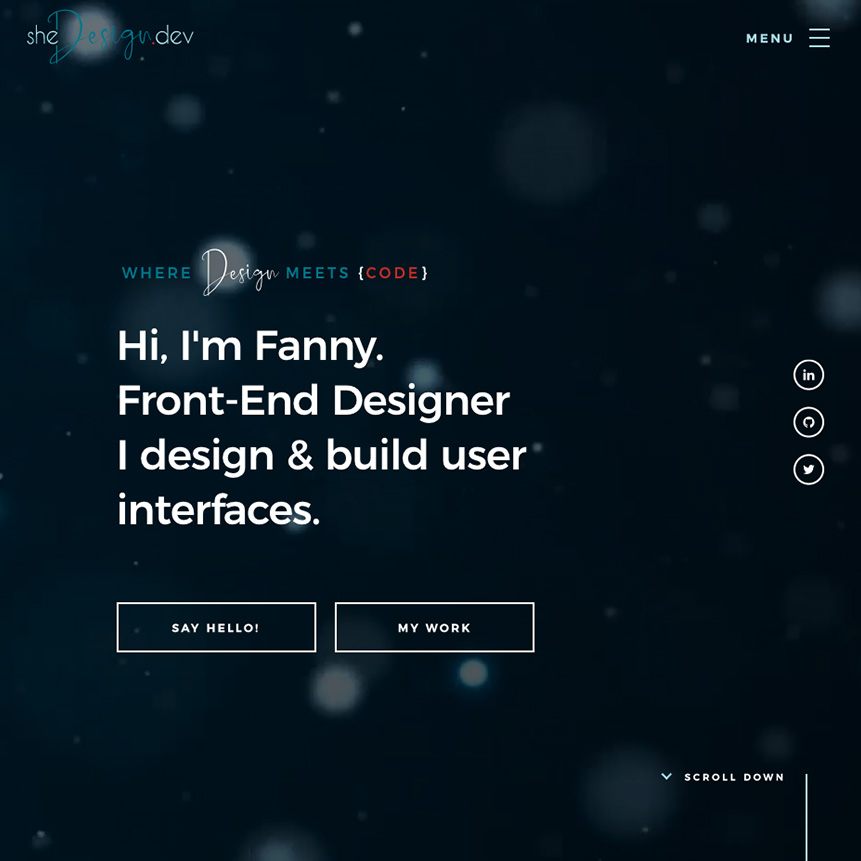 sheDesign.dev
MENU
WHERE Design MEETS {CODE}
Hi, I'm Fanny.
Front-End Designer
I design & build user
interfaces.
in
SAY HELLO!
MY WORK
SCROLL DOWN